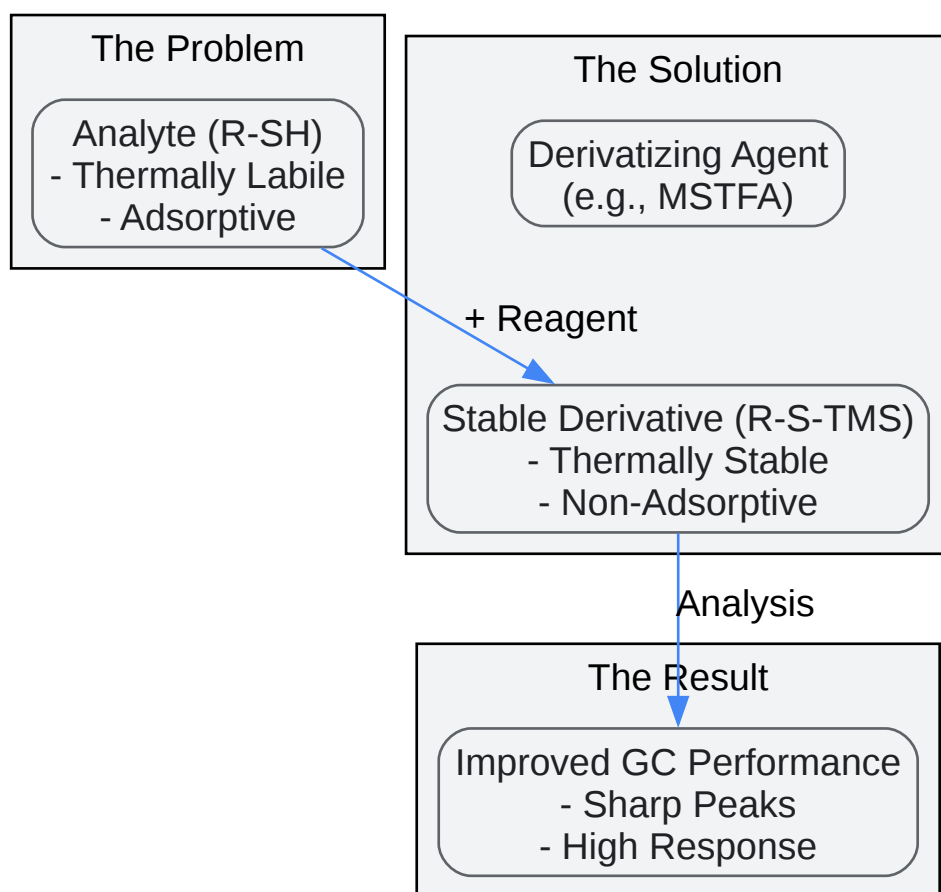 The Problem
Analyte (R-SH)
- Thermally Labile
- Adsorptive
The Solution
Derivatizing Agent
(e.g., MSTFA)
+ Reagent
Stable Derivative (R-S-TMS)
- Thermally Stable
- Non-Adsorptive
Analysis
The Result
Improved GC Performance
- Sharp Peaks
- High Response